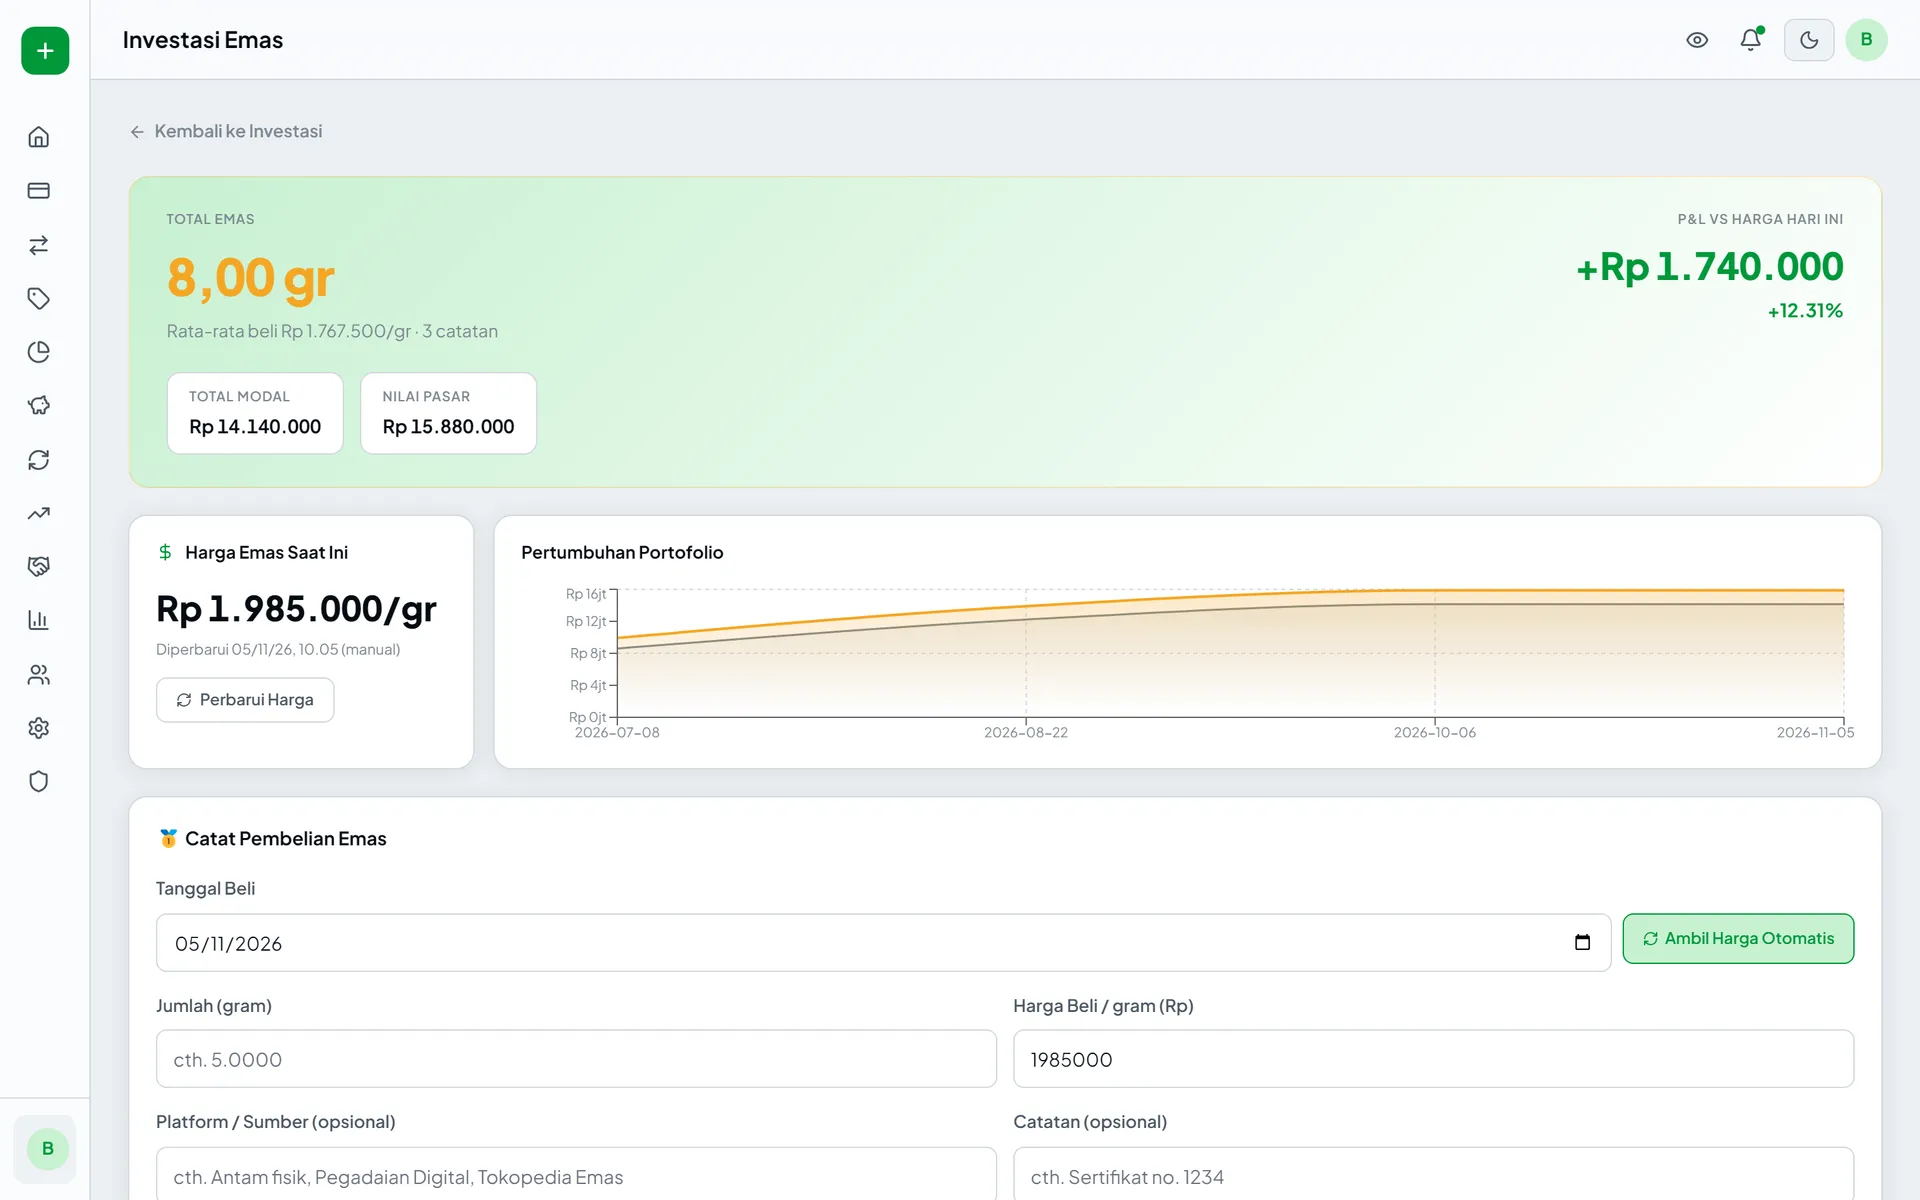 Investasi Emas
B
Kembali ke Investasi
TOTAL EMAS
8,00 gr
Rata-rata beli Rp 1.767.500/gr · 3 catatan
TOTAL MODAL
Rp 14.140.000
NILAI PASAR
Rp 15.880.000
P&L VS HARGA HARI INI
+Rp 1.740.000
+12.31%
Harga Emas Saat Ini
Rp 1.985.000/gr
Diperbarui 05/11/26, 10.05 (manual)
Perbarui Harga
Pertumbuhan Portofolio
Rp 16jt
Rp 12jt
Rp 8jt
Rp 4jt
Rp 0jt
2026-07-08
2026-08-22
2026-10-06
2026-11-05
Catat Pembelian Emas
Tanggal Beli
05/11/2026
Ambil Harga Otomatis
Jumlah (gram)
cth. 5.0000
Harga Beli / gram (Rp)
1985000
Platform / Sumber (opsional)
cth. Antam fisik, Pegadaian Digital, Tokopedia Emas
Catatan (opsional)
cth. Sertifikat no. 1234
B